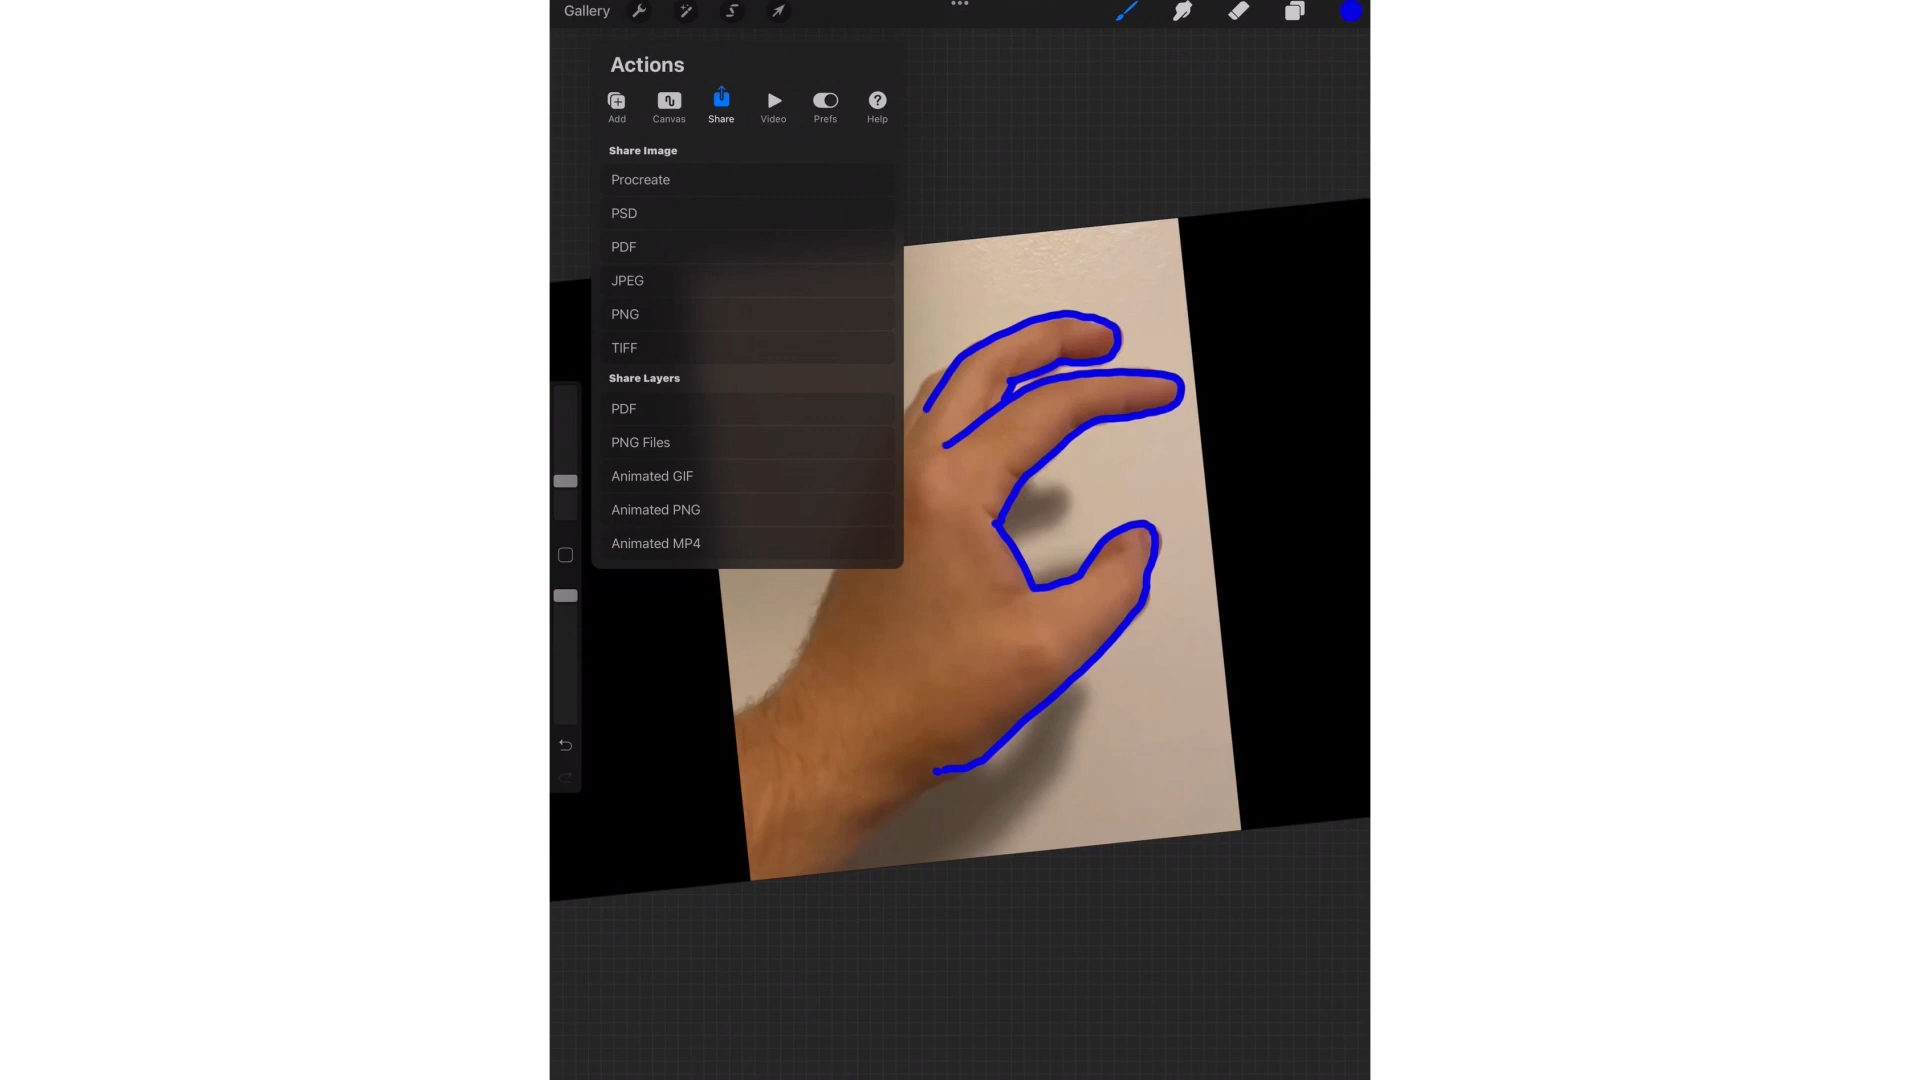 Gallery
Actions
Add Canvas Share Video Prefs Help
Share Image
Procreate
PSD
PDF
JPEG
PNG
TIFF
Share Layers
PDF
PNG Files
Animated GIF
Animated PNG
Animated MP4